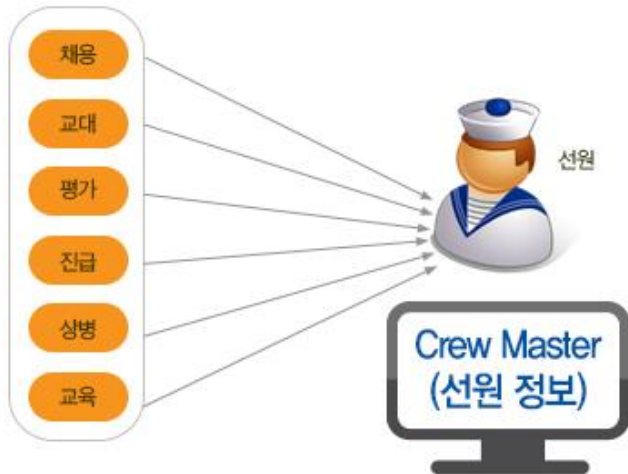 채용
교대
평가
진급
상병
교육
선원
Crew Master
(선원 정보)